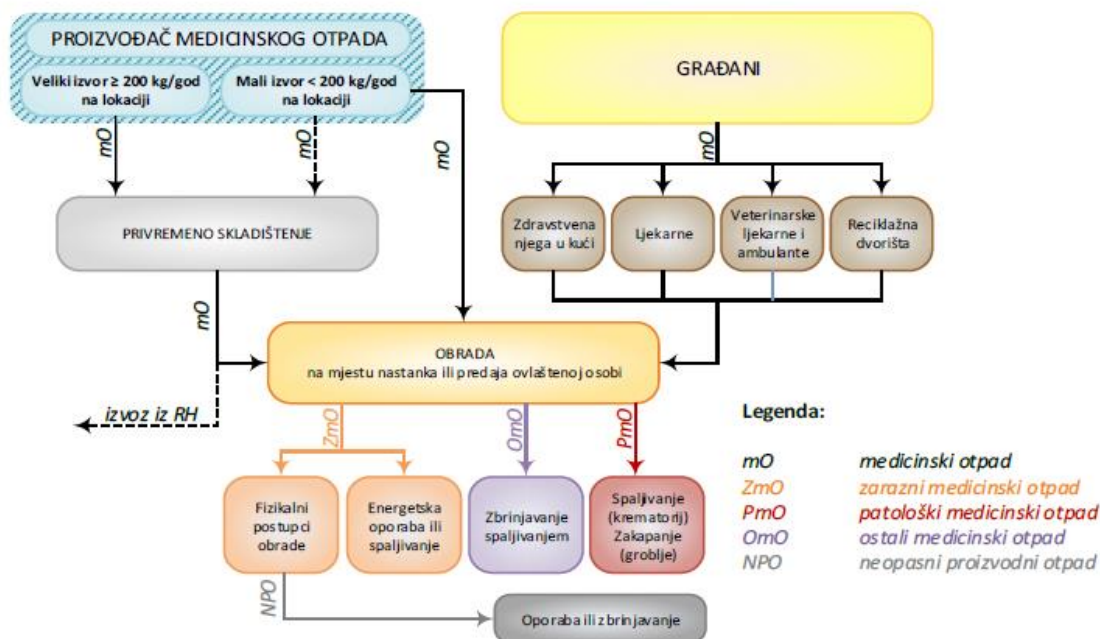 PROIZVOĐAČ MEDICINSKOG OTPADA
Veliki izvor ≥ 200 kg/god
na lokaciji
Mali izvor < 200 kg/god
na lokaciji
GRAĐANI
mO
mO
mO
mO
PRIVREMENO SKLADIŠTENJE
Zdravstvena
njega u kući
Ljekarne
Veterinarske
ljekarne i
ambulante
Reciklažna
dvorišta
mO
OBRADA
na mjestu nastanka ili predaja ovlaštenoj osobi
izvoz iz RH
ZmO
OmO
PmO
Fizikalni
postupci
obrade
Energetska
oporaba ili
spaljivanje
Zbrinjavanje
spaljivanjem
Spaljivanje
(krematorij)
Zakapanje
(groblje)
NPO
Oporaba ili zbrinjavanje
Legenda:
mO medicinski otpad
ZmO zarazni medicinski otpad
PmO patološki medicinski otpad
OmO ostali medicinski otpad
NPO neopasni proizvodni otpad